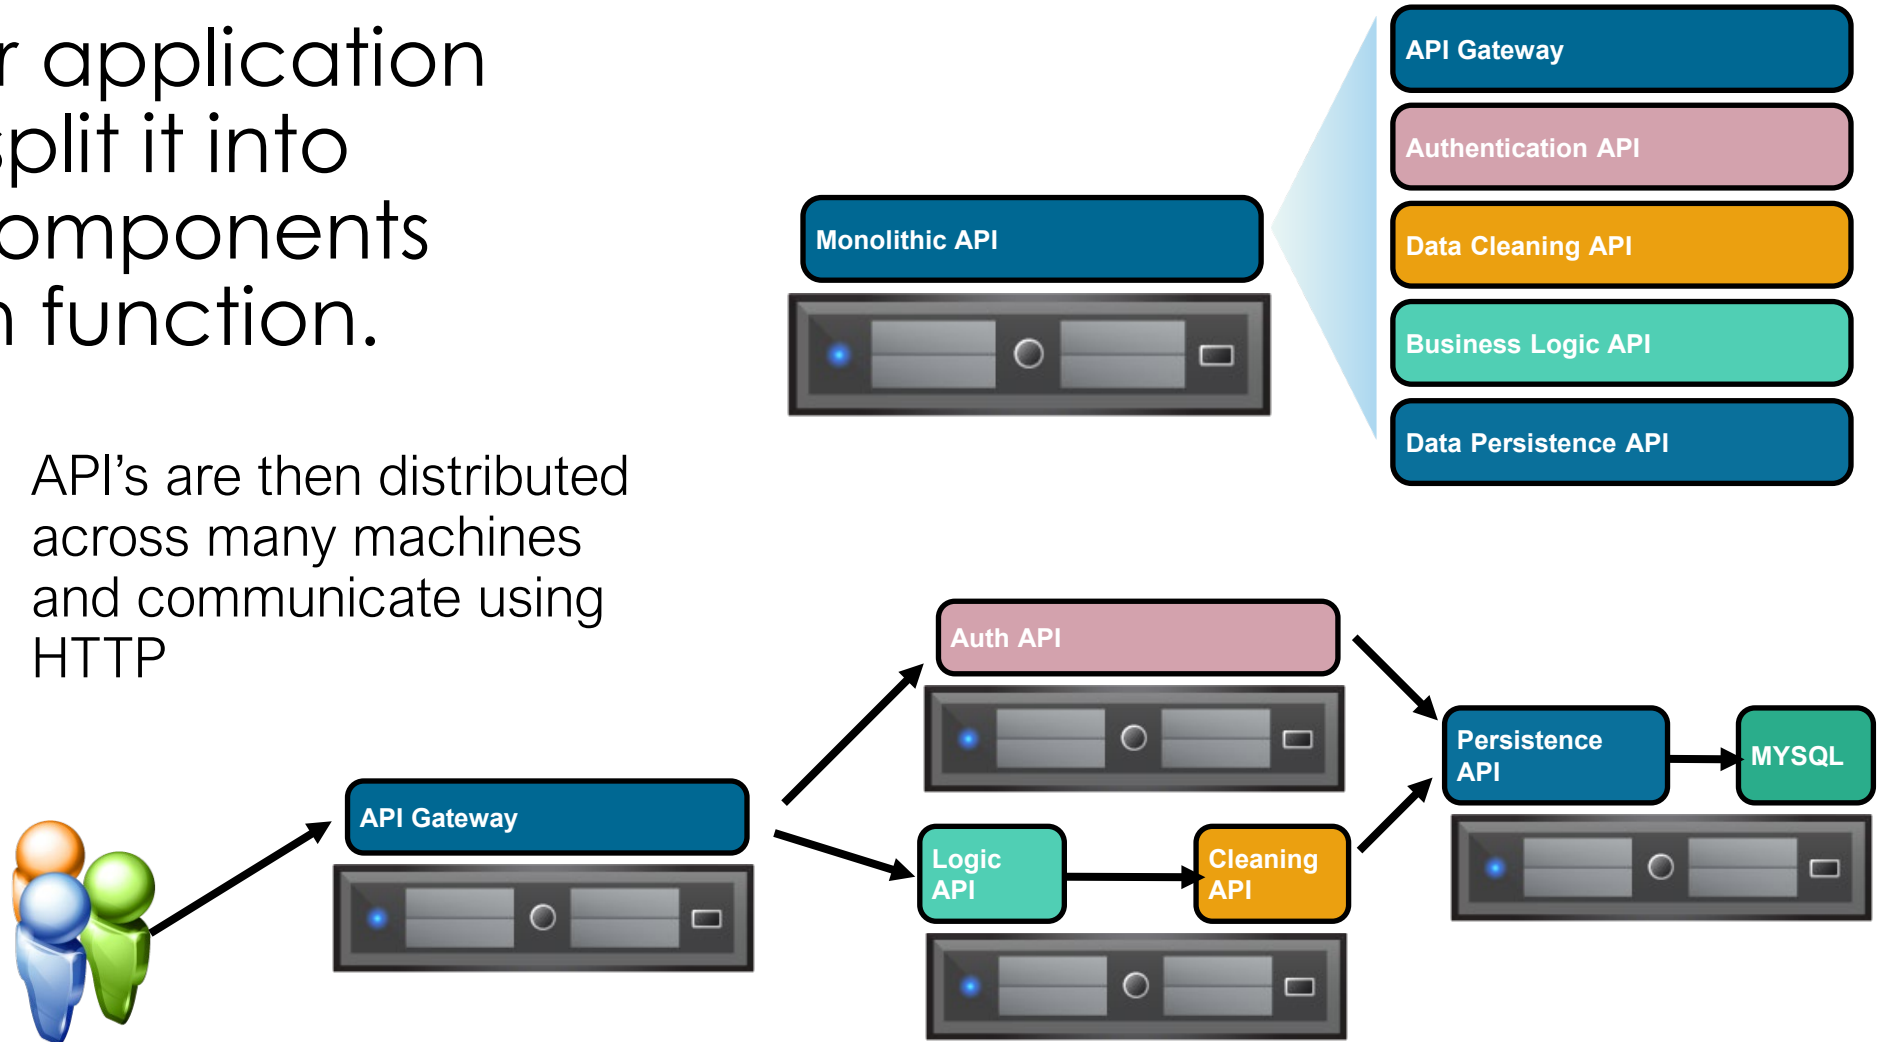 r application
split it into
omponents
n function.
API's are then distributed
across many machines
and communicate using
HTTP
Monolithic API
API Gateway
Authentication API
Data Cleaning API
Business Logic API
Data Persistence API
API Gateway
Auth API
Logic
API
Cleaning
API
Persistence
API
MYSQL